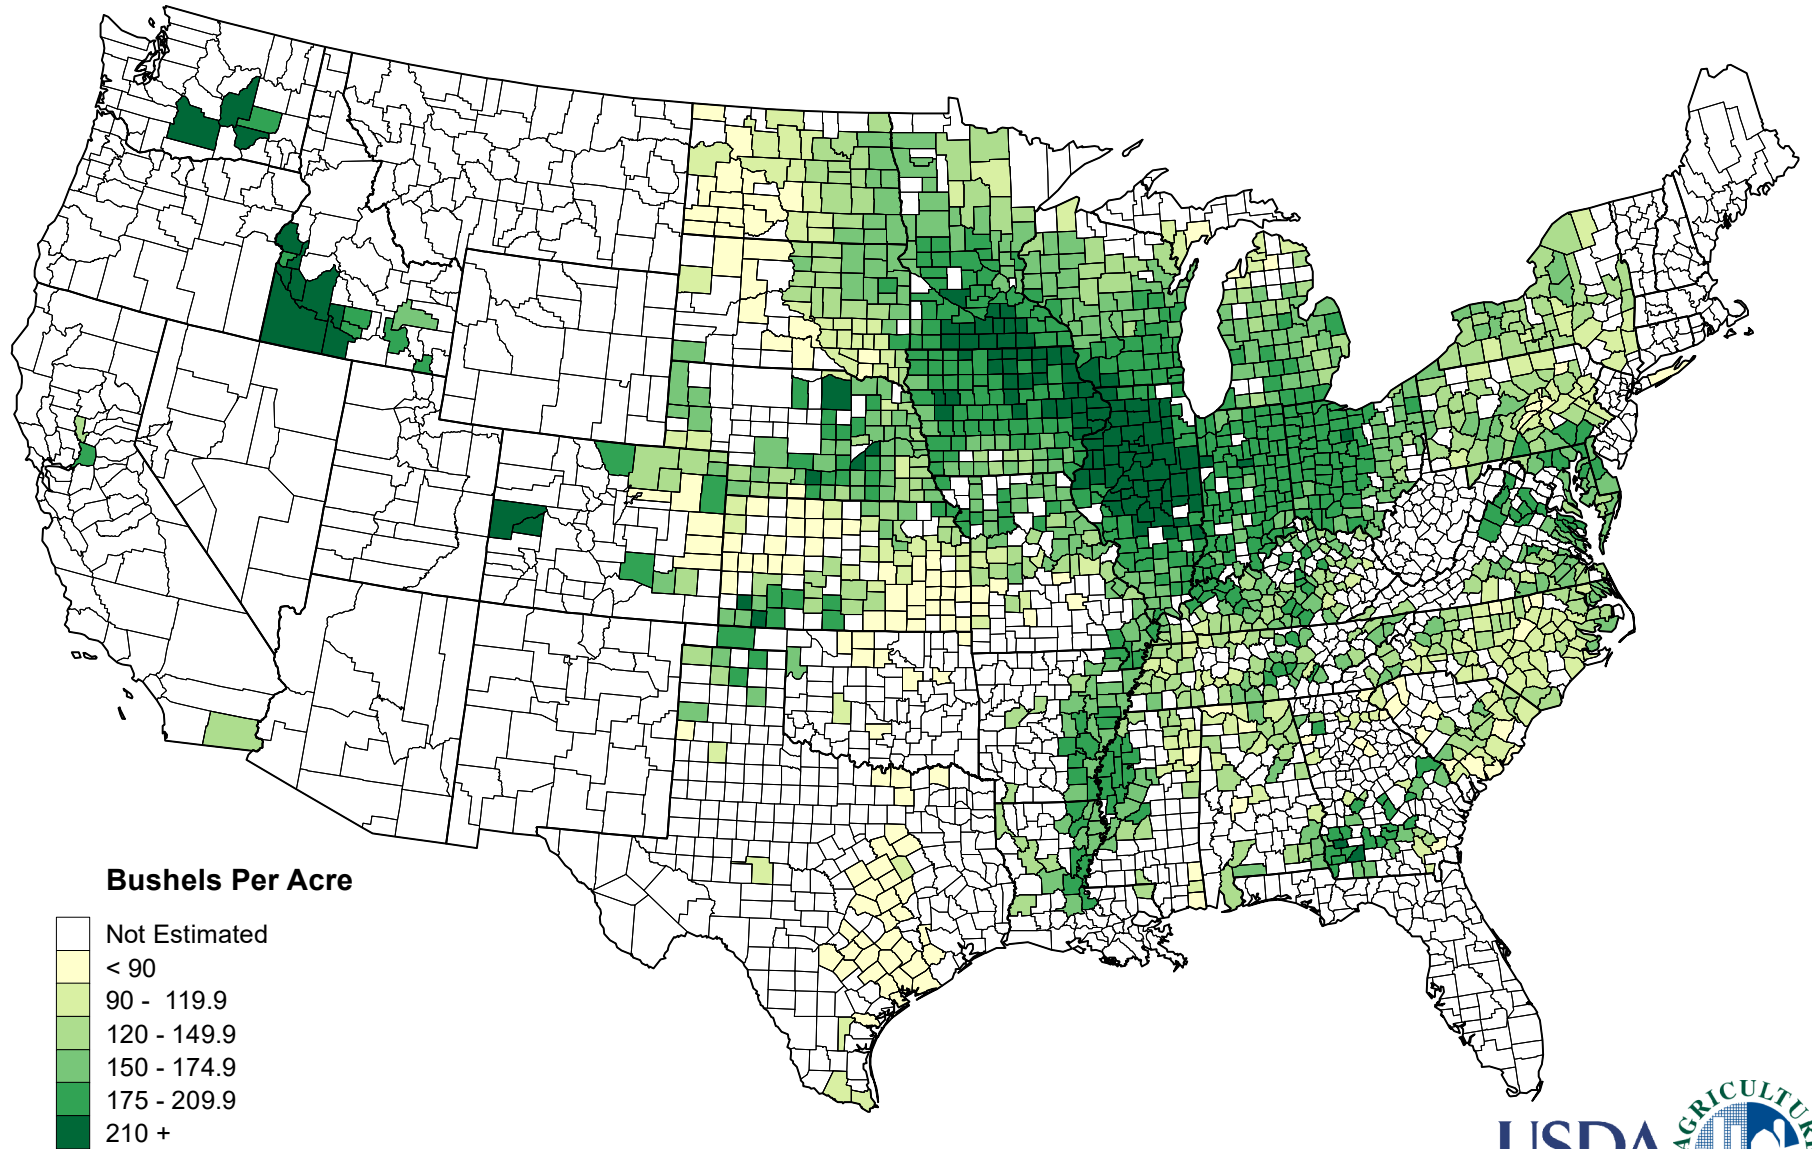 Bushels Per Acre
Not Estimated
< 90
90 - 119.9
120 - 149.9
150 - 174.9
175 - 209.9
210 +
USDA